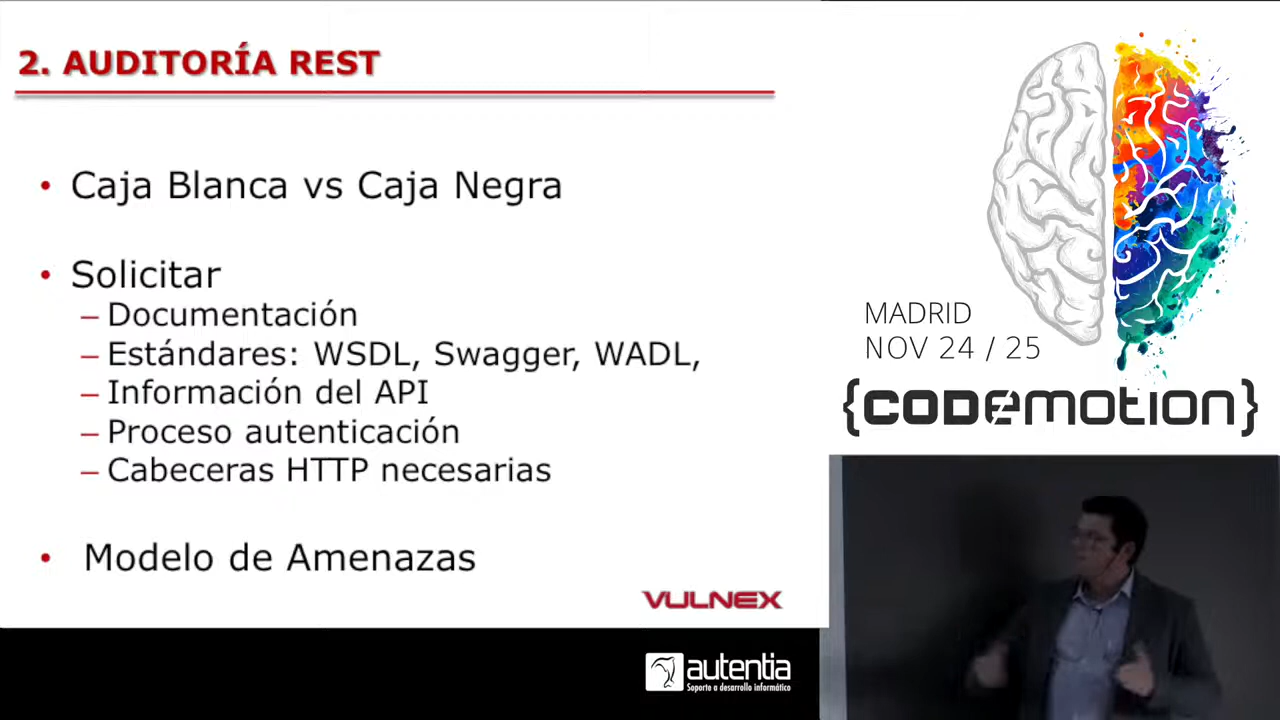 2. AUDITORÍA REST
• Caja Blanca vs Caja Negra
• Solicitar
– Documentación
– Estándares: WSDL, Swagger, WADL,
– Información del API
– Proceso autenticación
– Cabeceras HTTP necesarias
• Modelo de Amenazas
VULNEX
MADRID
NOV 24 / 25
{CODEMOTION}
autentia
Soporte a desarrollo informático